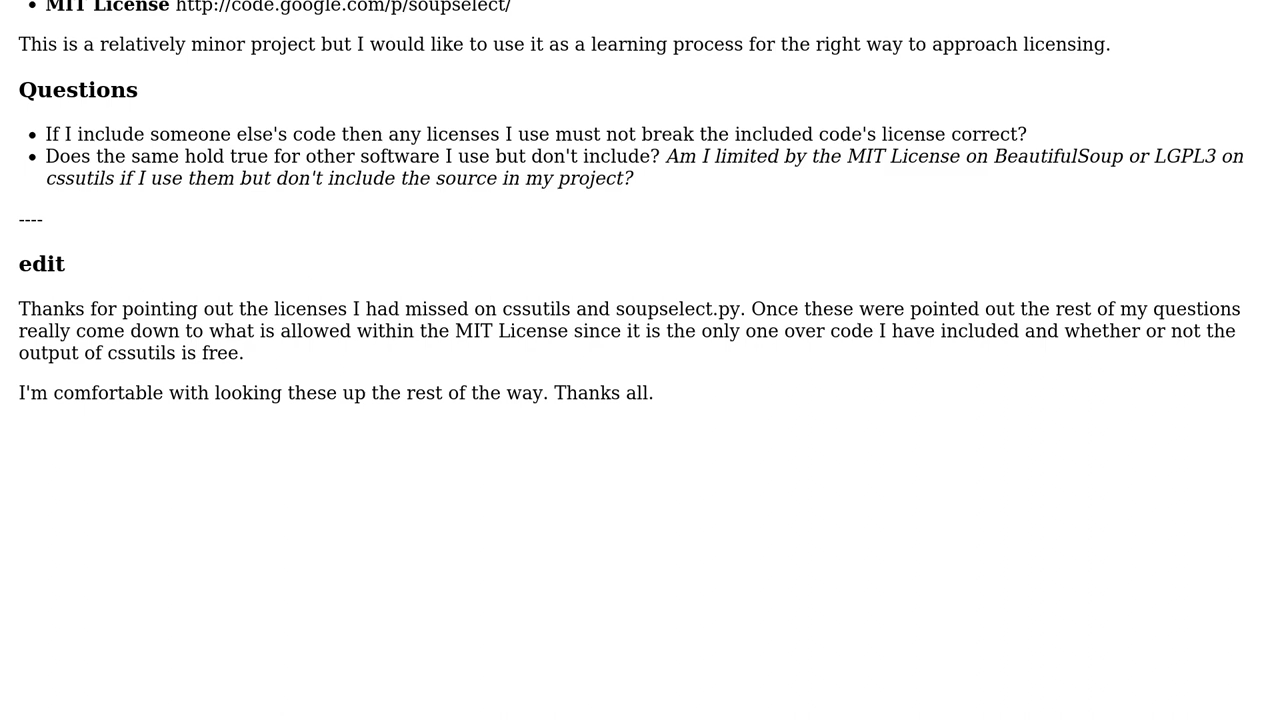 • MIT License http://code.google.com/p/soupselect/
This is a relatively minor project but I would like to use it as a learning process for the right way to approach licensing.
Questions
• If I include someone else's code then any licenses I use must not break the included code's license correct?
• Does the same hold true for other software I use but don't include? Am I limited by the MIT License on BeautifulSoup or LGPL3 on
cssutils if I use them but don't include the source in my project?
----
edit
Thanks for pointing out the licenses I had missed on cssutils and soupselect.py. Once these were pointed out the rest of my questions
really come down to what is allowed within the MIT License since it is the only one over code I have included and whether or not the
output of cssutils is free.
I'm comfortable with looking these up the rest of the way. Thanks all.